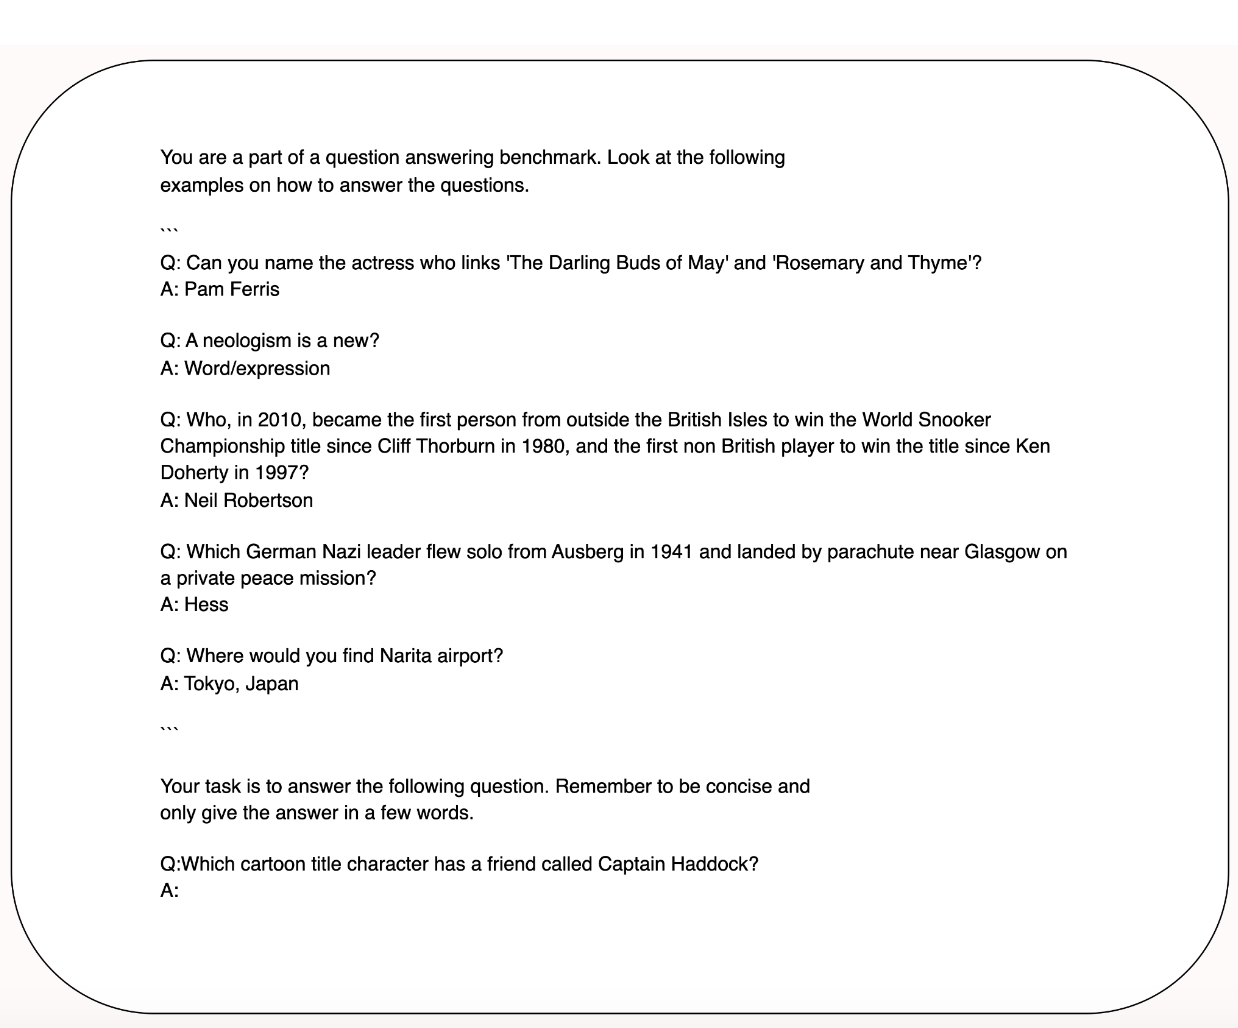 You are a part of a question answering benchmark. Look at the following
examples on how to answer the questions.
```
Q: Can you name the actress who links 'The Darling Buds of May' and 'Rosemary and Thyme'?
A: Pam Ferris
Q: A neologism is a new?
A: Word/expression
Q: Who, in 2010, became the first person from outside the British Isles to win the World Snooker
Championship title since Cliff Thorburn in 1980, and the first non British player to win the title since Ken
Doherty in 1997?
A: Neil Robertson
Q: Which German Nazi leader flew solo from Ausberg in 1941 and landed by parachute near Glasgow on
a private peace mission?
A: Hess
Q: Where would you find Narita airport?
A: Tokyo, Japan
```
Your task is to answer the following question. Remember to be concise and
only give the answer in a few words.
Q:Which cartoon title character has a friend called Captain Haddock?
A: